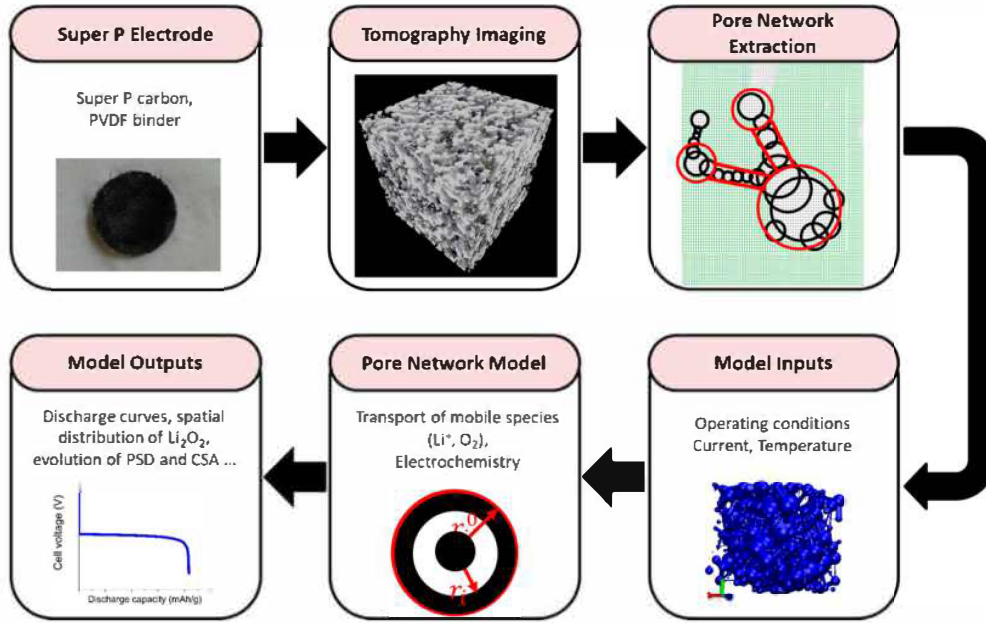 Super P Electrode
Super P carbon,
PVDF binder
Tomography Imaging
Pore Network
Extraction
Model Outputs
Discharge curves, spatial
distribution of Li₂O₂,
evolution of PSD and CSA ...
Cell voltage (V)
Discharge capacity (mAh/g)
Pore Network Model
Transport of mobile species
(Li⁺, O₂),
Electrochemistry
rᵢ⁰
rᵢ
Model Inputs
Operating conditions
Current, Temperature